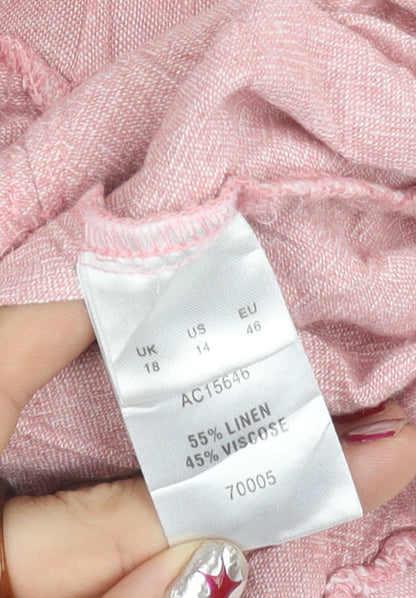 UK US EU
18 14 46
AC15646
55% LINEN
45% VISCOSE
70005